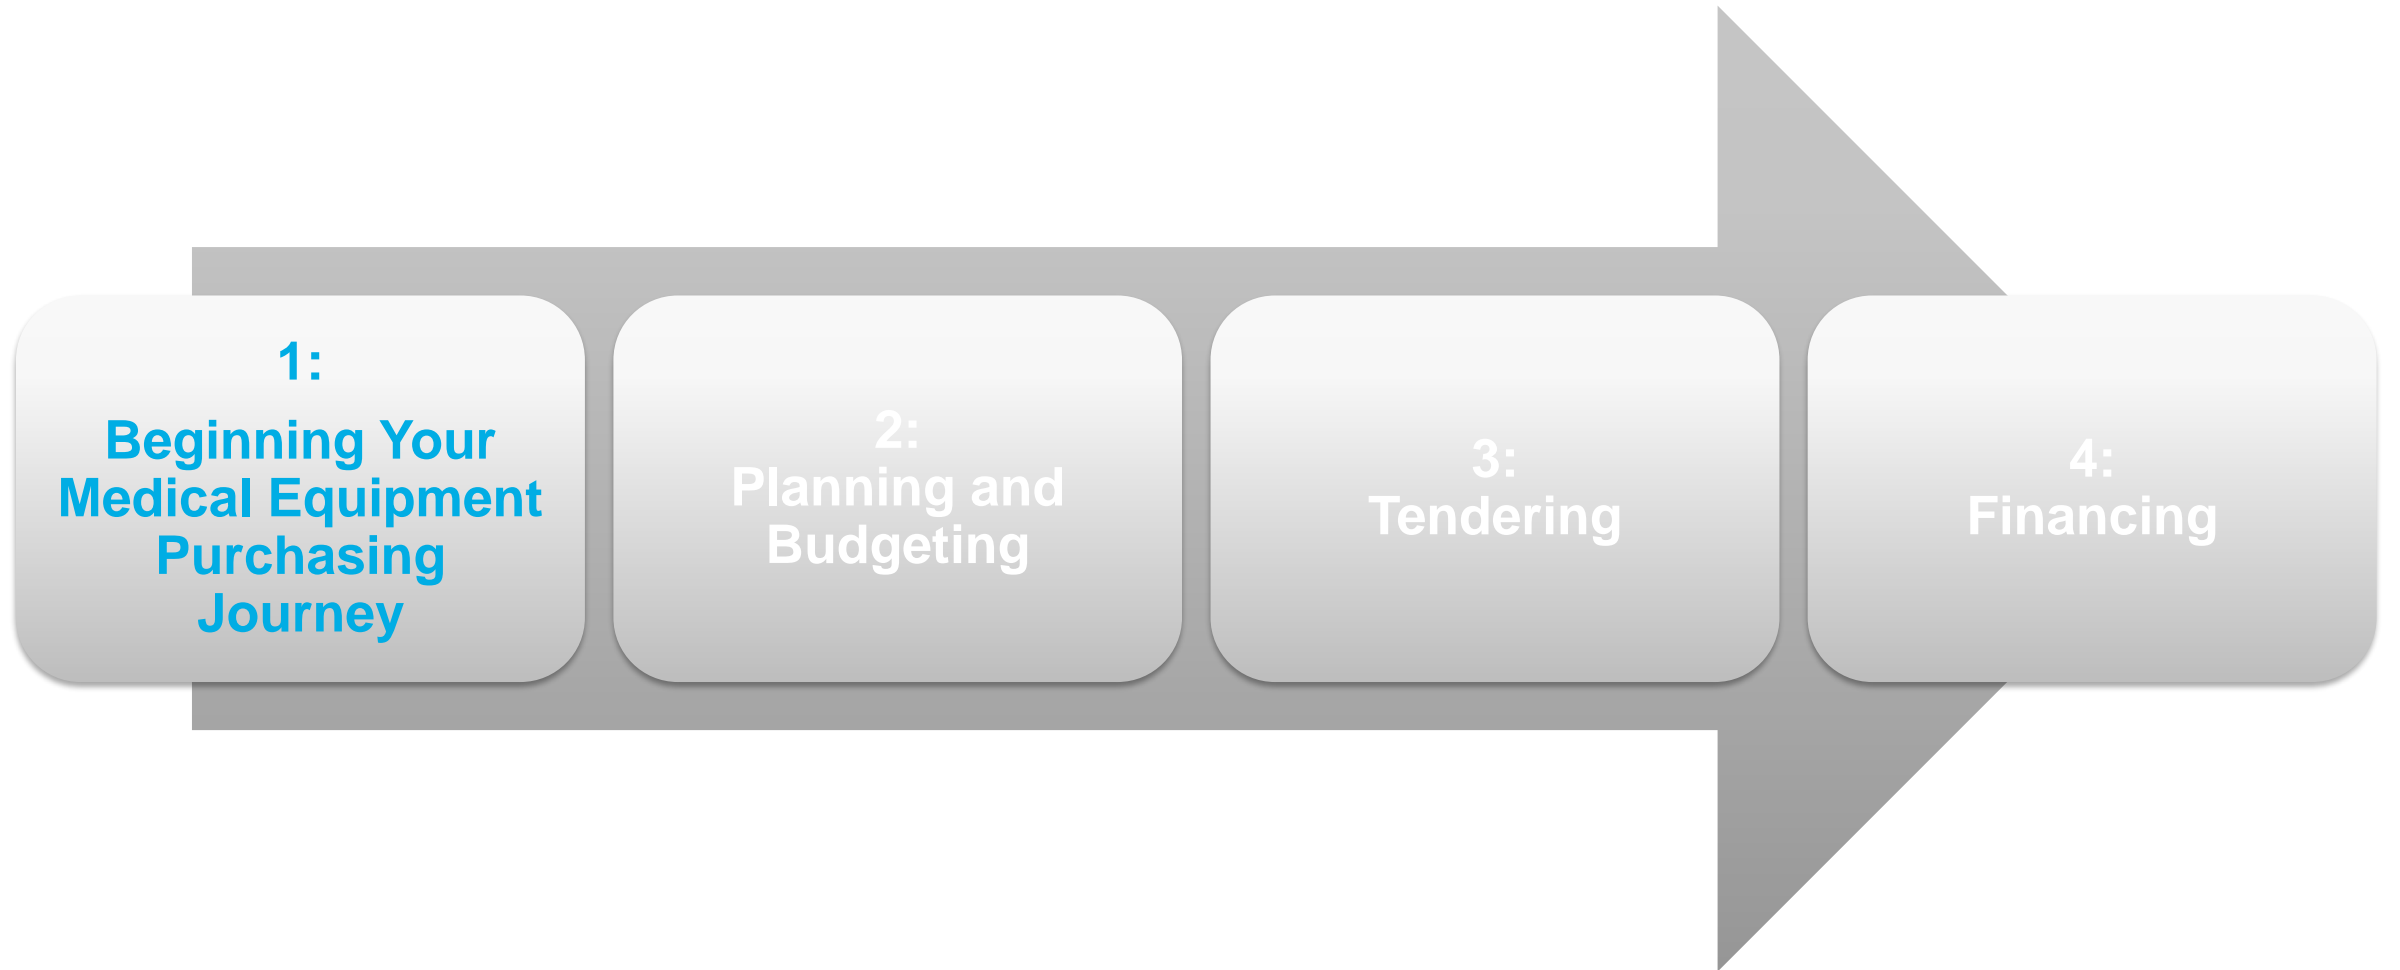 1:
Beginning Your
Medical Equipment
Purchasing
Journey
2:
Planning and
Budgeting
3:
Tendering
4:
Financing